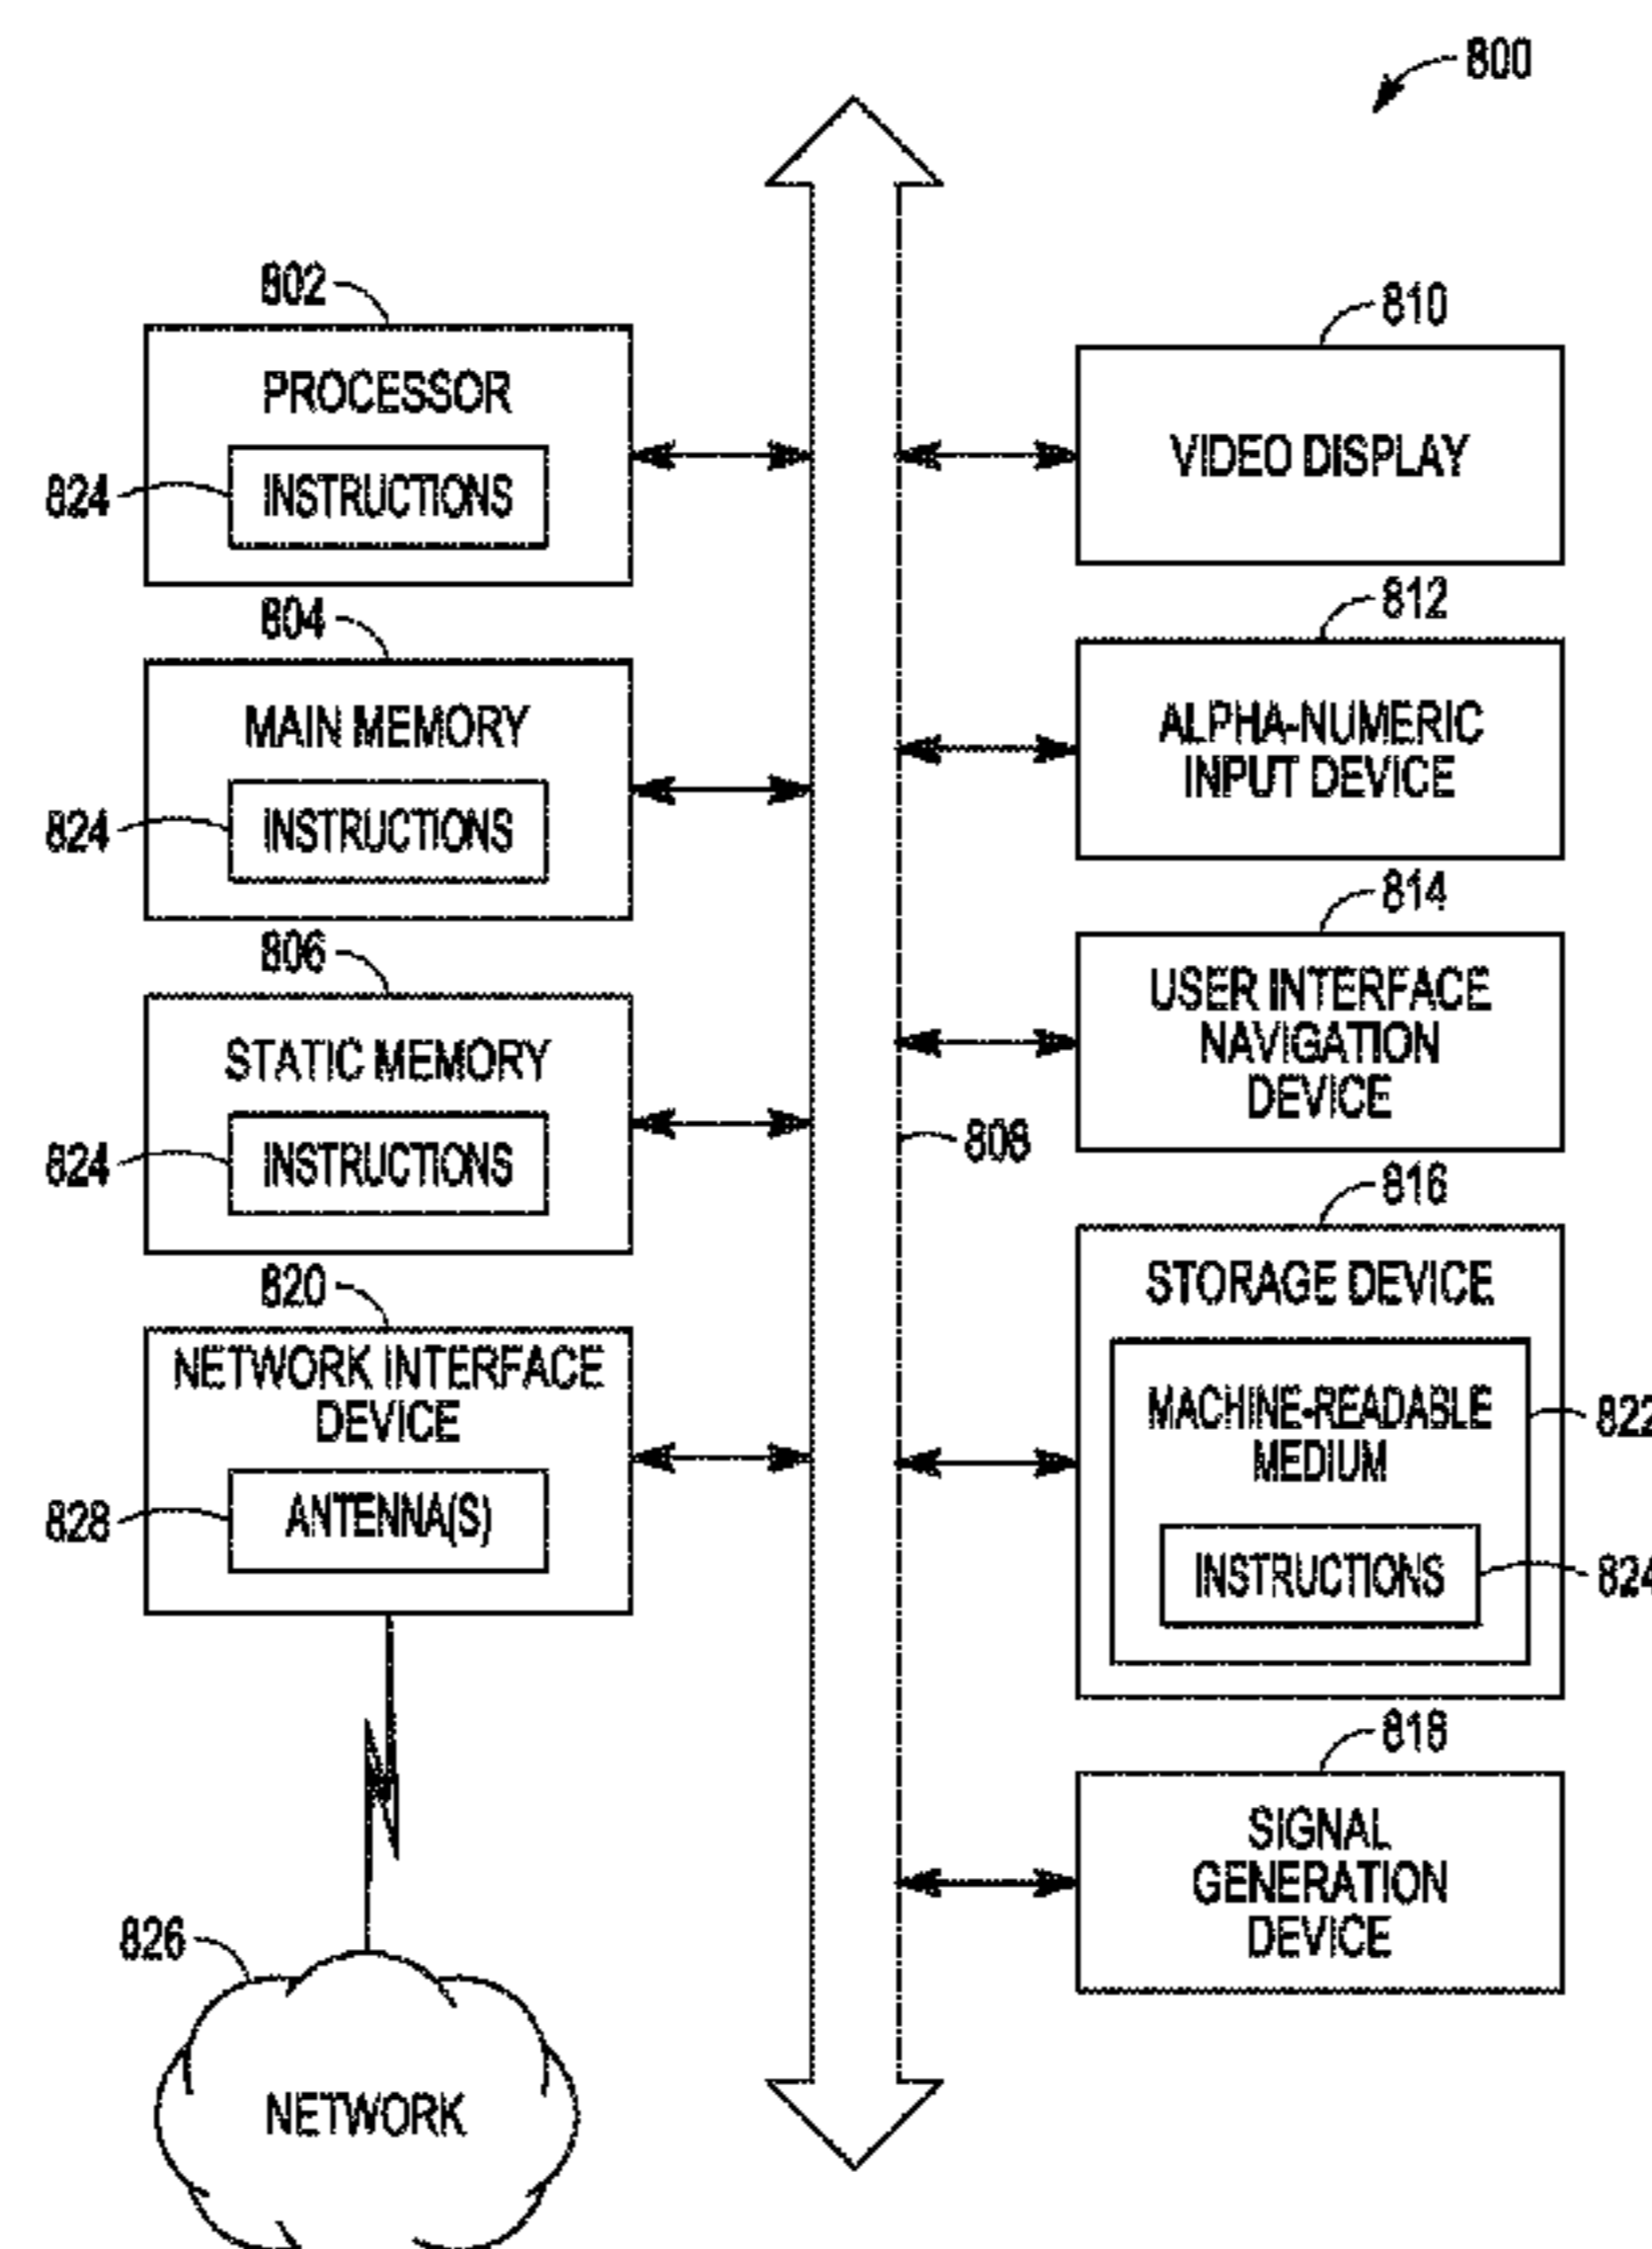 800
802
PROCESSOR
824
INSTRUCTIONS
804
MAIN MEMORY
824
INSTRUCTIONS
806
STATIC MEMORY
824
INSTRUCTIONS
820
NETWORK INTERFACE
DEVICE
828
ANTENNA(S)
826
NETWORK
808
810
VIDEO DISPLAY
812
ALPHA-NUMERIC
INPUT DEVICE
814
USER INTERFACE
NAVIGATION
DEVICE
816
STORAGE DEVICE
MACHINE-READABLE
MEDIUM
822
INSTRUCTIONS
824
818
SIGNAL
GENERATION
DEVICE